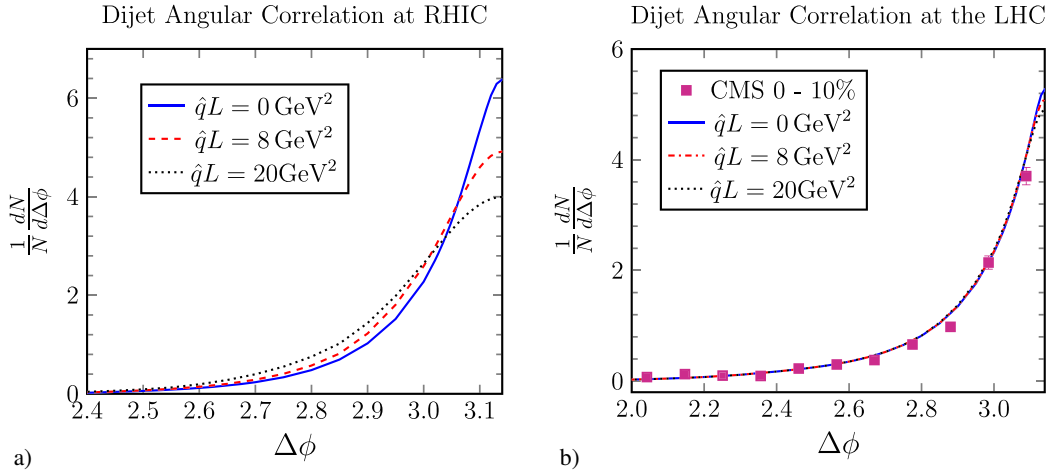 Dijet Angular Correlation at RHIC
6
4
2
0
1/N dN/dΔϕ
q̂L = 0 GeV²
q̂L = 8 GeV²
q̂L = 20GeV²
2.4 2.5 2.6 2.7 2.8 2.9 3.0 3.1
Δϕ
a)
Dijet Angular Correlation at the LHC
6
4
2
0
1/N dN/dΔϕ
CMS 0 - 10%
q̂L = 0 GeV²
q̂L = 8 GeV²
q̂L = 20GeV²
2.0 2.2 2.4 2.6 2.8 3.0
Δϕ
b)